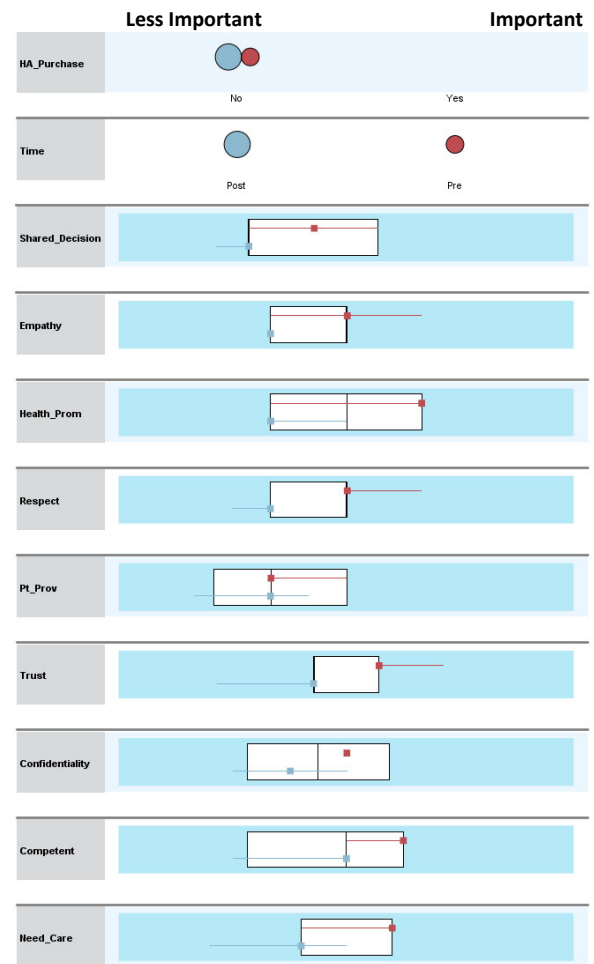 Less Important Important
HA_Purchase
No Yes
Time
Post Pre
Shared_Decision
Empathy
Health_Prom
Respect
Pt_Prov
Trust
Confidentiality
Competent
Need_Care